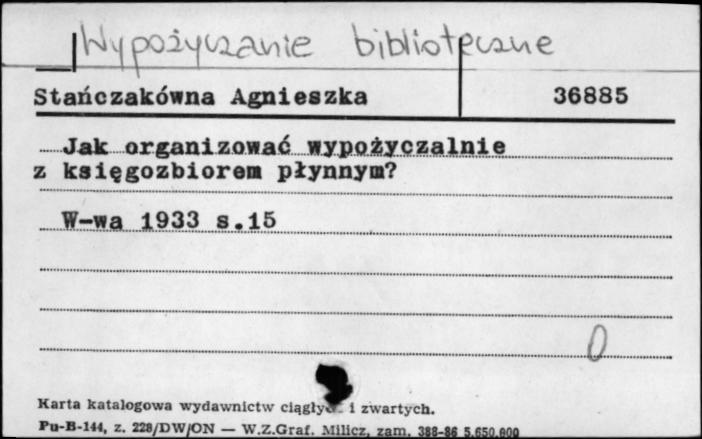 Wypożyczanie biblioteczne
Stańczakówna Agnieszka 36885
Jak organizować wypożyczalnie
z księgozbiorem płynnym?
W-wa 1933 s.15
0
Karta katalogowa wydawnictw ciągłych i zwartych.
Pu-B-144, z. 228/DW/ON — W.Z.Graf. Milicz, zam. 388-86 5.650.000